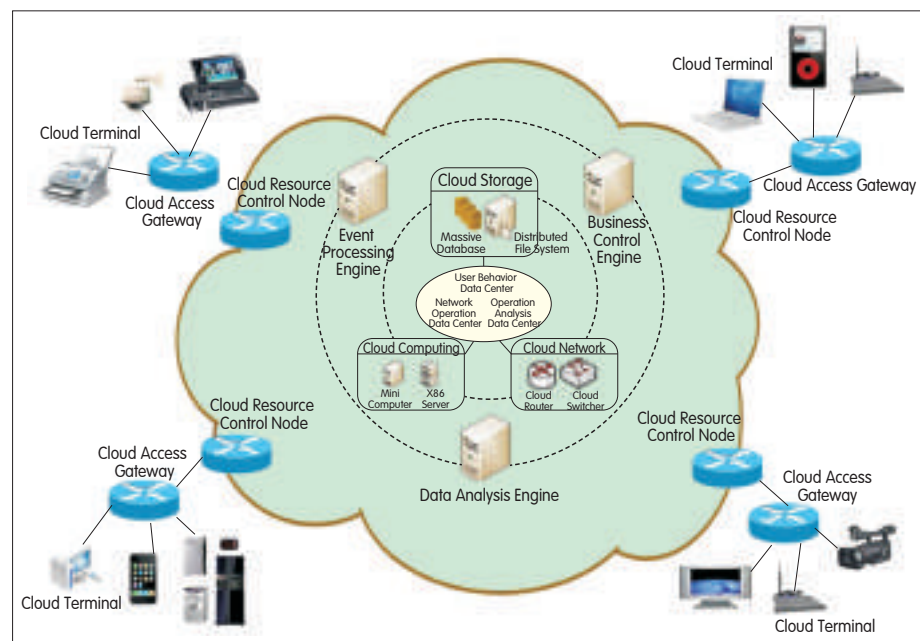 Cloud Terminal
Cloud Access
Gateway
Cloud Resource
Control Node
Event
Processing
Engine
Cloud Storage
Massive
Database
Distributed
File System
Business
Control
Engine
Cloud Terminal
Cloud Access Gateway
Cloud Resource
Control Node
User Behavior
Data Center
Network
Operation
Data Center
Operation
Analysis
Data Center
Cloud Computing
Mini
Computer
X86
Server
Cloud Network
Cloud
Router
Cloud
Switcher
Data Analysis Engine
Cloud Resource
Control Node
Cloud Access
Gateway
Cloud Terminal
Cloud Resource
Control Node
Cloud Access
Gateway
Cloud Terminal